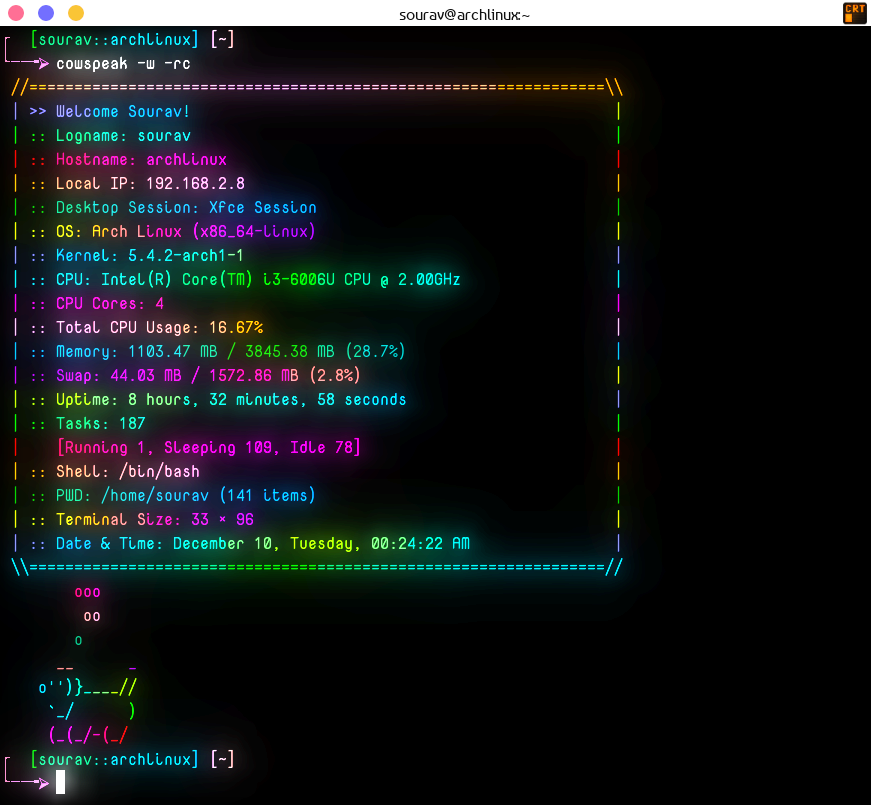 sourav@archlinux:~
CRT
[sourav::archlinux] [~]
cowspeak -w -rc
//================================================================\\
| >> Welcome Sourav! |
| :: Logname: sourav |
| :: Hostname: archlinux |
| :: Local IP: 192.168.2.8 |
| :: Desktop Session: Xfce Session |
| :: OS: Arch Linux (x86_64-linux) |
| :: Kernel: 5.4.2-arch1-1 |
| :: CPU: Intel(R) Core(TM) i3-6006U CPU @ 2.00GHz |
| :: CPU Cores: 4 |
| :: Total CPU Usage: 16.67% |
| :: Memory: 1103.47 MB / 3845.38 MB (28.7%) |
| :: Swap: 44.03 MB / 1572.86 MB (2.8%) |
| :: Uptime: 8 hours, 32 minutes, 58 seconds |
| :: Tasks: 187 |
| [Running 1, Sleeping 109, Idle 78] |
| :: Shell: /bin/bash |
| :: PWD: /home/sourav (141 items) |
| :: Terminal Size: 33 × 96 |
| :: Date & Time: December 10, Tuesday, 00:24:22 AM |
\\================================================================//
ooo
oo
o
__ _
o'')}____//
`_/ )
(_(_/-(_/
[sourav::archlinux] [~]